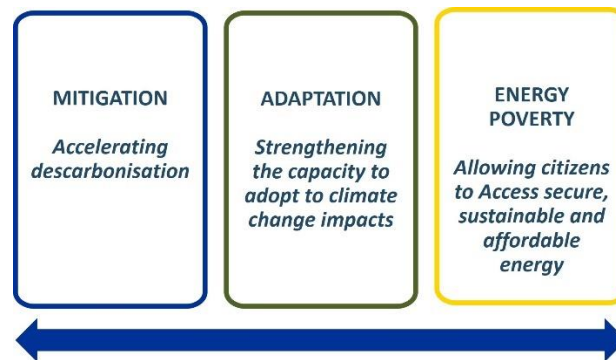 MITIGATION
Accelerating
descarbonisation
ADAPTATION
Strengthening
the capacity to
adopt to climate
change impacts
ENERGY
POVERTY
Allowing citizens
to Access secure,
sustainable and
affordable
energy